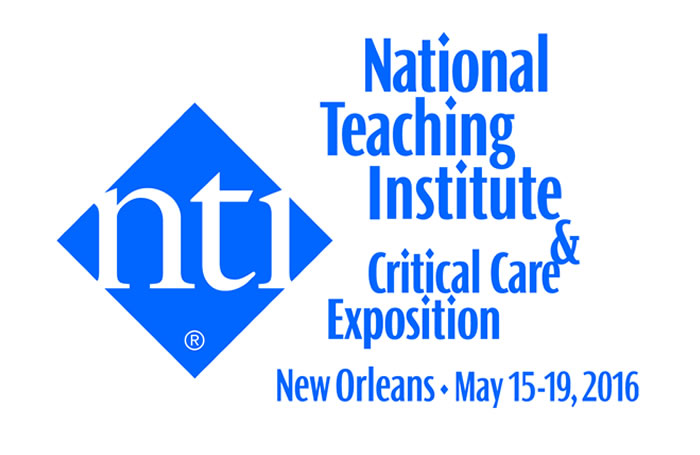 nti
®
National
Teaching
Institute
&
Critical Care
Exposition
New Orleans • May 15-19, 2016